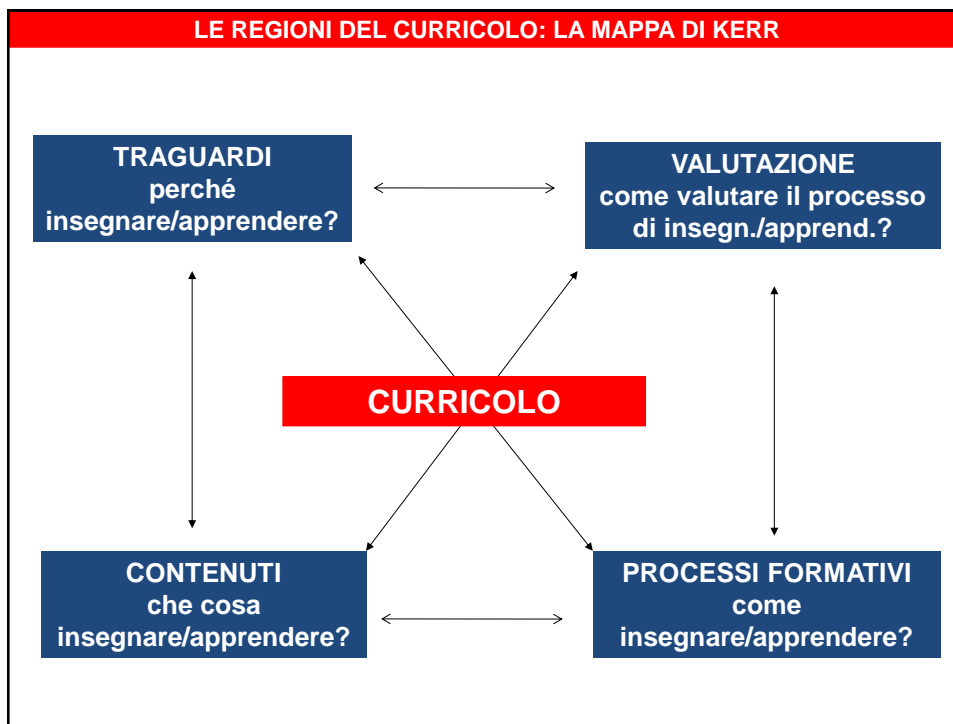 LE REGIONI DEL CURRICOLO: LA MAPPA DI KERR
TRAGUARDI
perché
insegnare/apprendere?
VALUTAZIONE
come valutare il processo
di insegn./apprend.?
CURRICOLO
CONTENUTI
che cosa
insegnare/apprendere?
PROCESSI FORMATIVI
come
insegnare/apprendere?